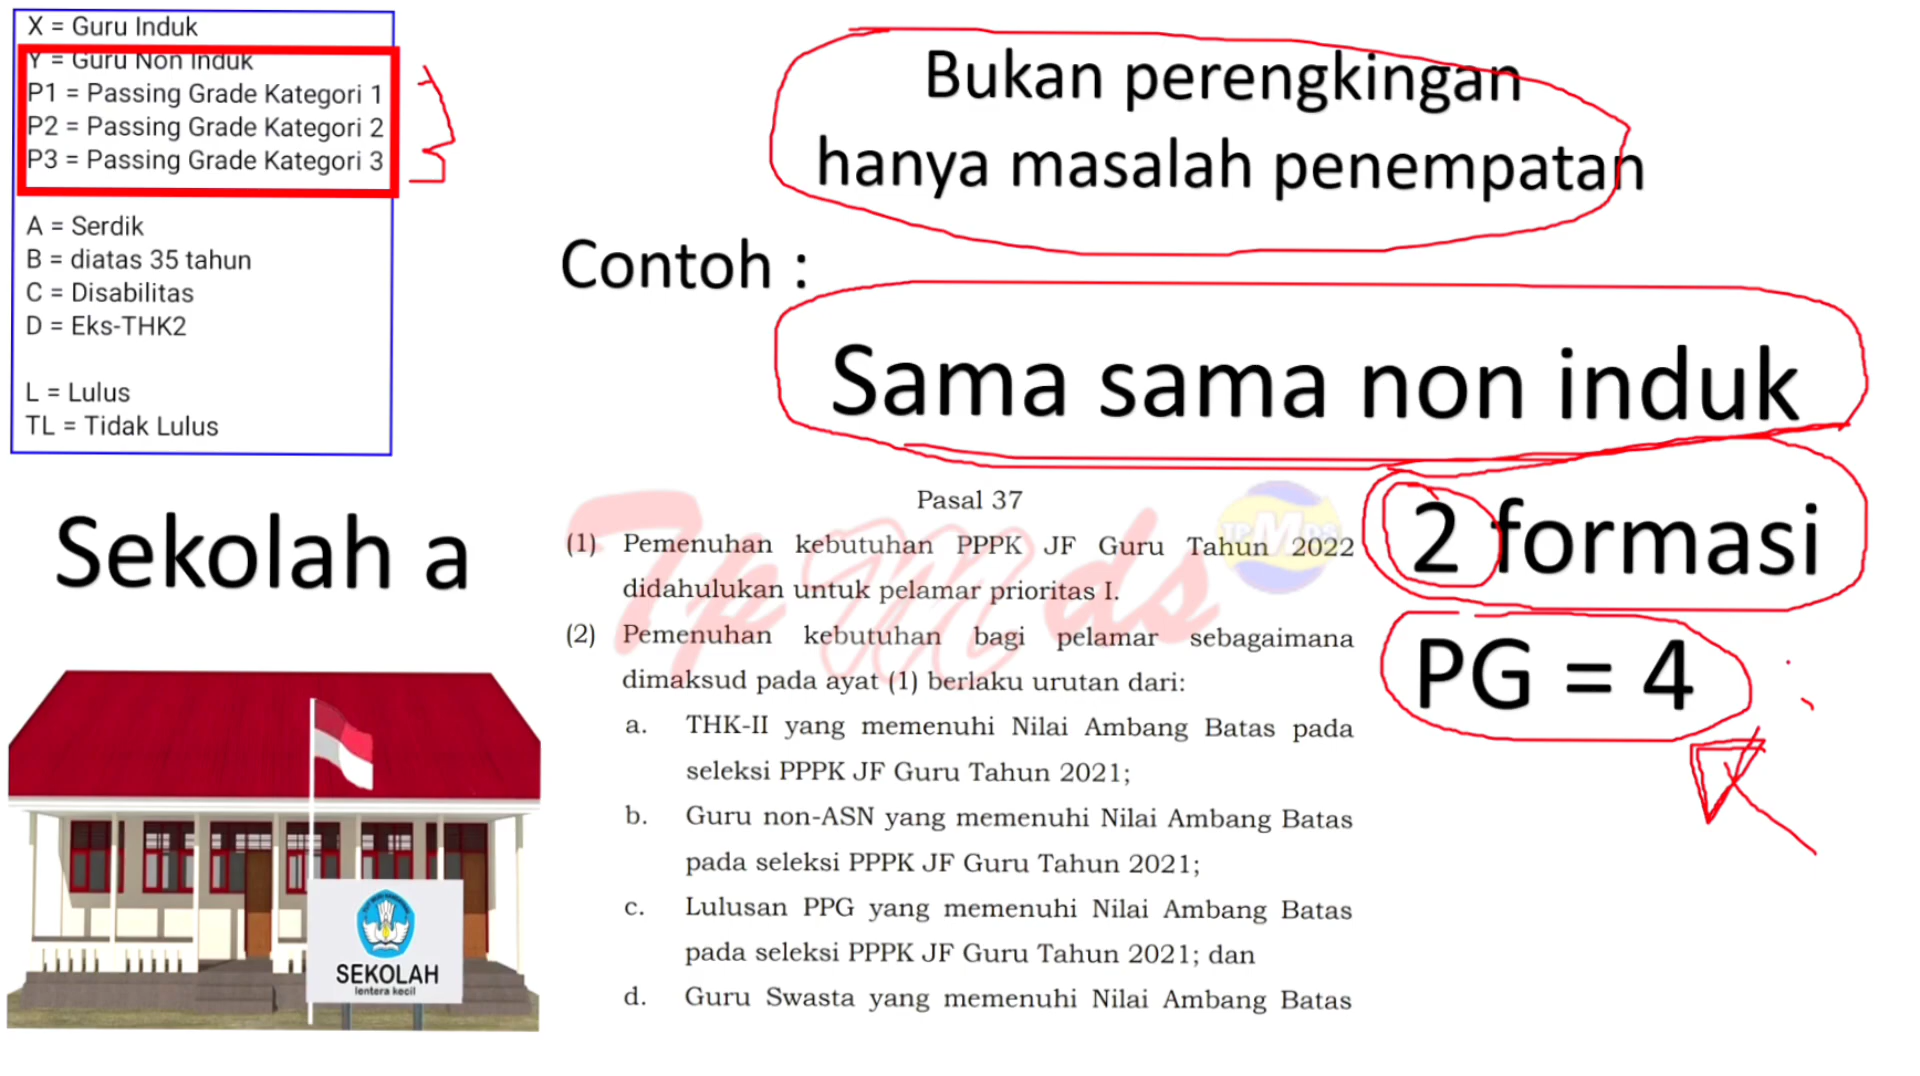 X = Guru Induk
Y = Guru Non Induk
P1 = Passing Grade Kategori 1
P2 = Passing Grade Kategori 2
P3 = Passing Grade Kategori 3
A = Serdik
B = diatas 35 tahun
C = Disabilitas
D = Eks-THK2
L = Lulus
TL = Tidak Lulus
Bukan perengkingan
hanya masalah penempatan
Contoh :
Sama sama non induk
2 formasi
PG = 4
Sekolah a
SEKOLAH
lentera kecil
Tp Mds
TPMDS
Pasal 37
(1) Pemenuhan kebutuhan PPPK JF Guru Tahun 2022
didahulukan untuk pelamar prioritas I.
(2) Pemenuhan kebutuhan bagi pelamar sebagaimana
dimaksud pada ayat (1) berlaku urutan dari:
a. THK-II yang memenuhi Nilai Ambang Batas pada
seleksi PPPK JF Guru Tahun 2021;
b. Guru non-ASN yang memenuhi Nilai Ambang Batas
pada seleksi PPPK JF Guru Tahun 2021;
c. Lulusan PPG yang memenuhi Nilai Ambang Batas
pada seleksi PPPK JF Guru Tahun 2021; dan
d. Guru Swasta yang memenuhi Nilai Ambang Batas